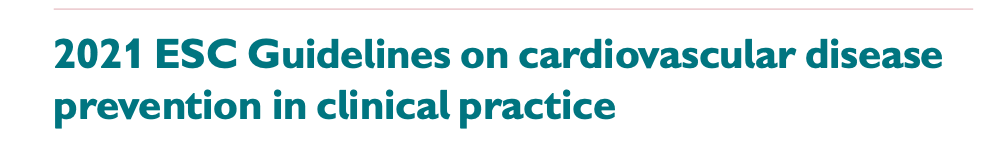 2021 ESC Guidelines on cardiovascular disease
prevention in clinical practice